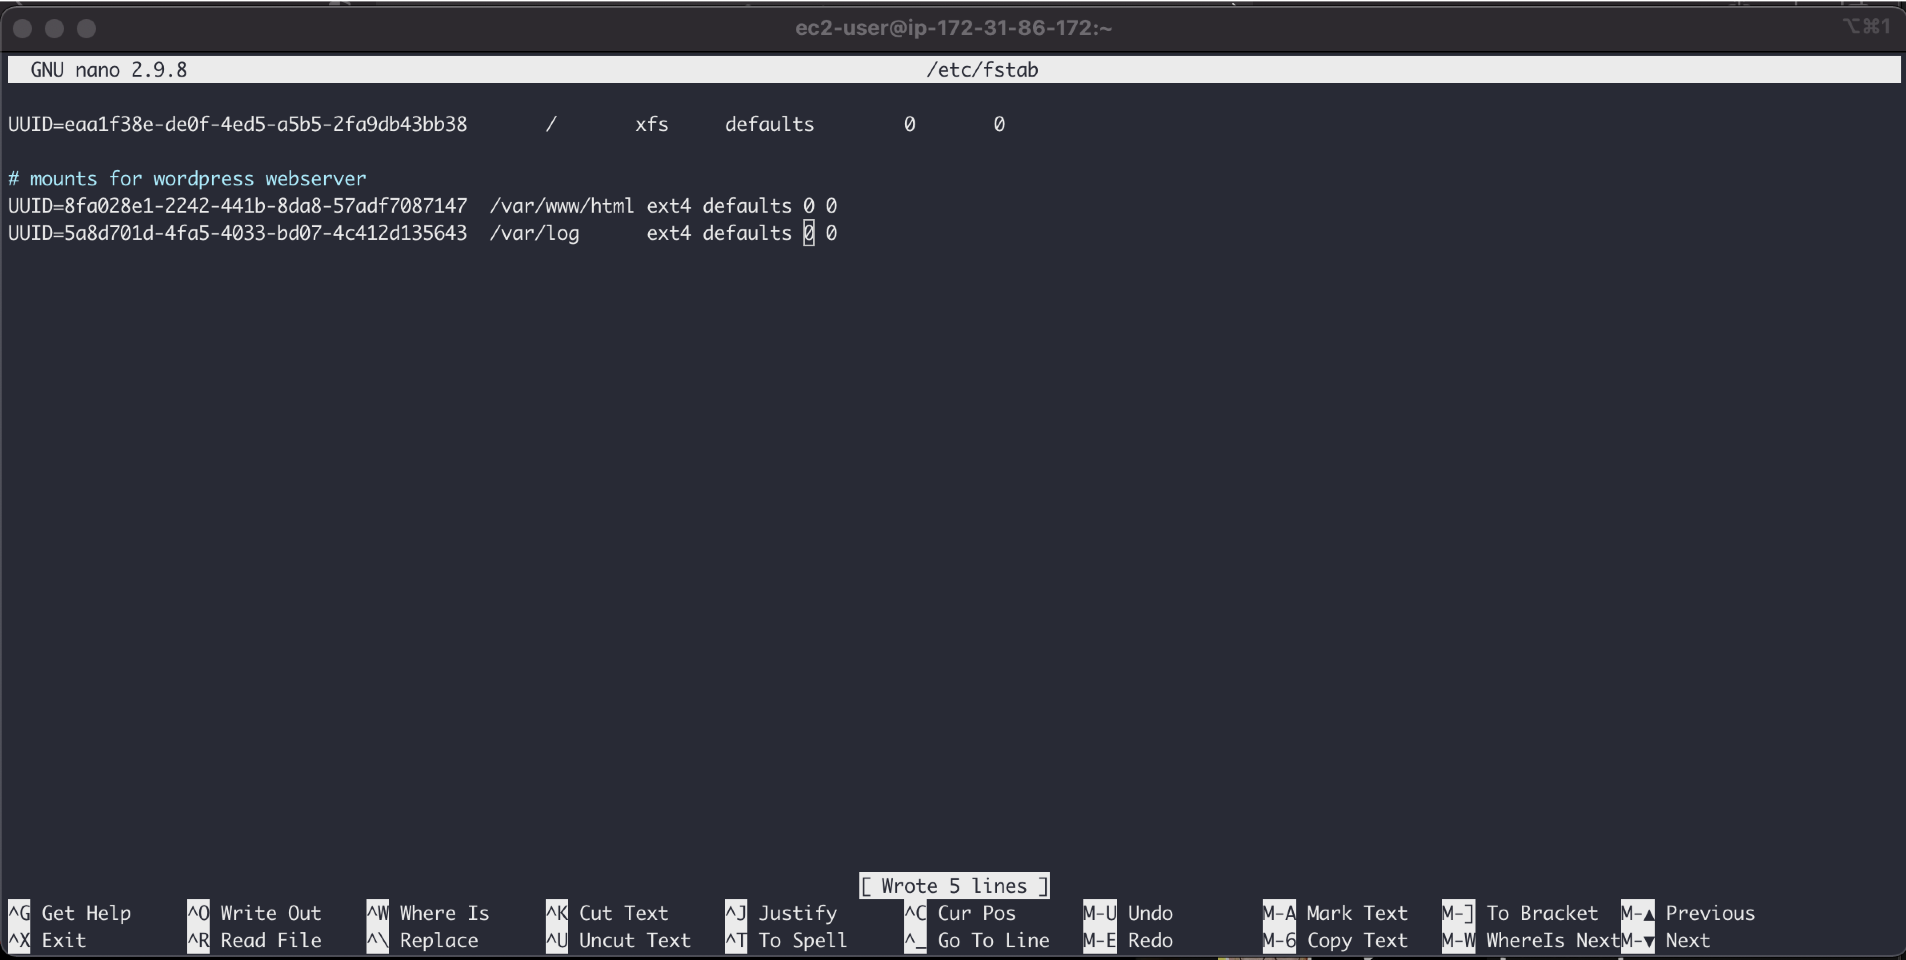 ec2-user@ip-172-31-86-172:~ ⌥⌘1
GNU nano 2.9.8 /etc/fstab
UUID=eaa1f38e-de0f-4ed5-a5b5-2fa9db43bb38 / xfs defaults 0 0
# mounts for wordpress webserver
UUID=8fa028e1-2242-441b-8da8-57adf7087147 /var/www/html ext4 defaults 0 0
UUID=5a8d701d-4fa5-4033-bd07-4c412d135643 /var/log ext4 defaults 0 0
[ Wrote 5 lines ]
^G Get Help ^O Write Out ^W Where Is ^K Cut Text ^J Justify ^C Cur Pos M-U Undo M-A Mark Text M-] To Bracket M-▲ Previous
^X Exit ^R Read File ^\ Replace ^U Uncut Text ^T To Spell ^_ Go To Line M-E Redo M-6 Copy Text M-W WhereIs Next M-▼ Next